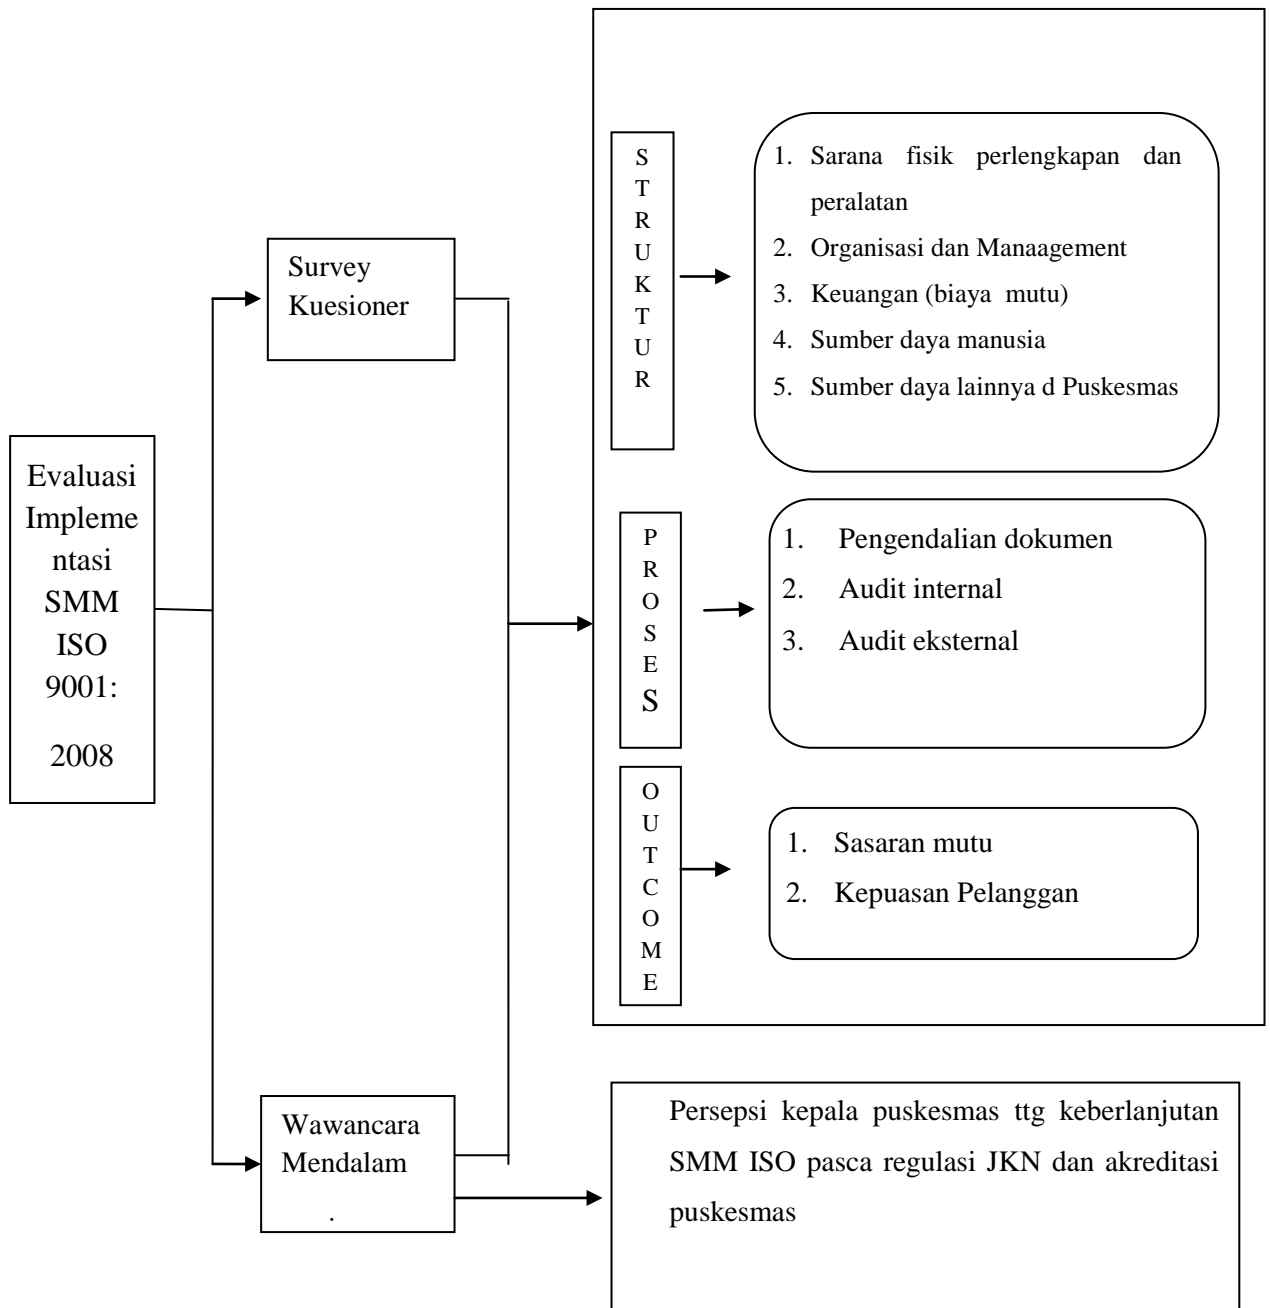 Evaluasi
Impleme
ntasi
SMM
ISO
9001:
2008
Survey
Kuesioner
Wawancara
Mendalam
.
S
T
R
U
K
T
U
R
1. Sarana fisik perlengkapan dan
peralatan
2. Organisasi dan Manaagement
3. Keuangan (biaya mutu)
4. Sumber daya manusia
5. Sumber daya lainnya d Puskesmas
P
R
O
S
E
S
1. Pengendalian dokumen
2. Audit internal
3. Audit eksternal
O
U
T
C
O
M
E
1. Sasaran mutu
2. Kepuasan Pelanggan
Persepsi kepala puskesmas ttg keberlanjutan
SMM ISO pasca regulasi JKN dan akreditasi
puskesmas